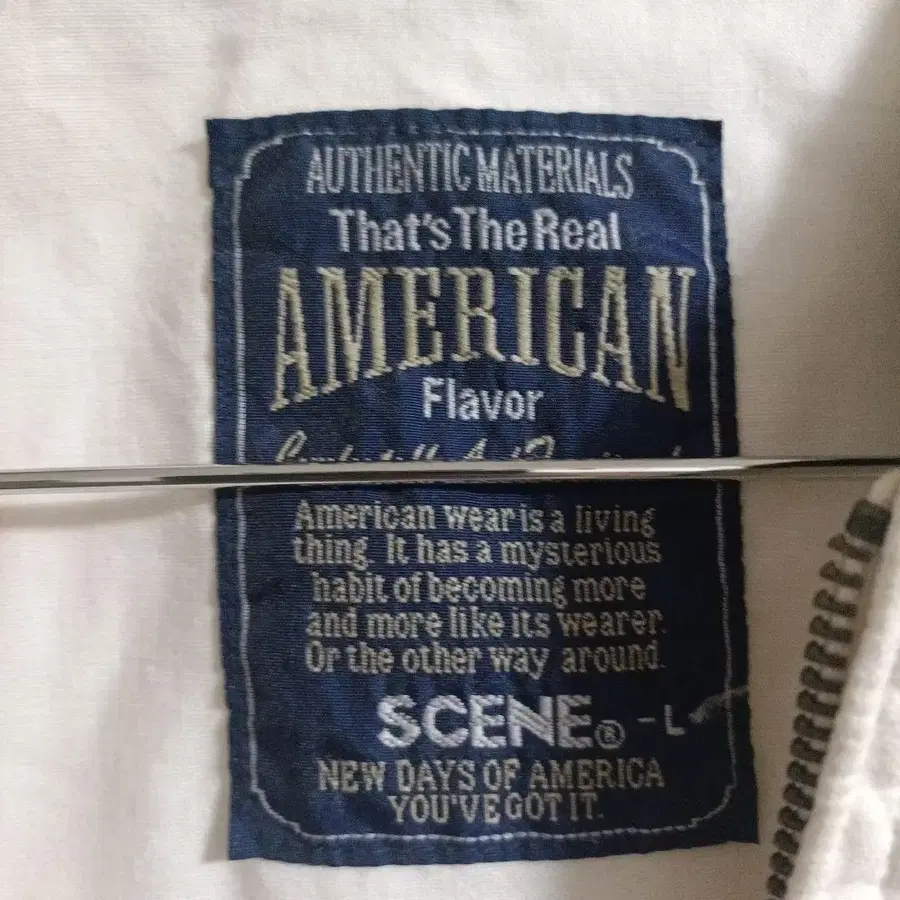 AUTHENTIC MATERIALS
That's The Real
AMERICAN
Flavor
American wear is a living
thing. It has a mysterious
habit of becoming more
and more like its wearer.
Or the other way around.
SCENE® -L
NEW DAYS OF AMERICA
YOU'VE GOT IT.